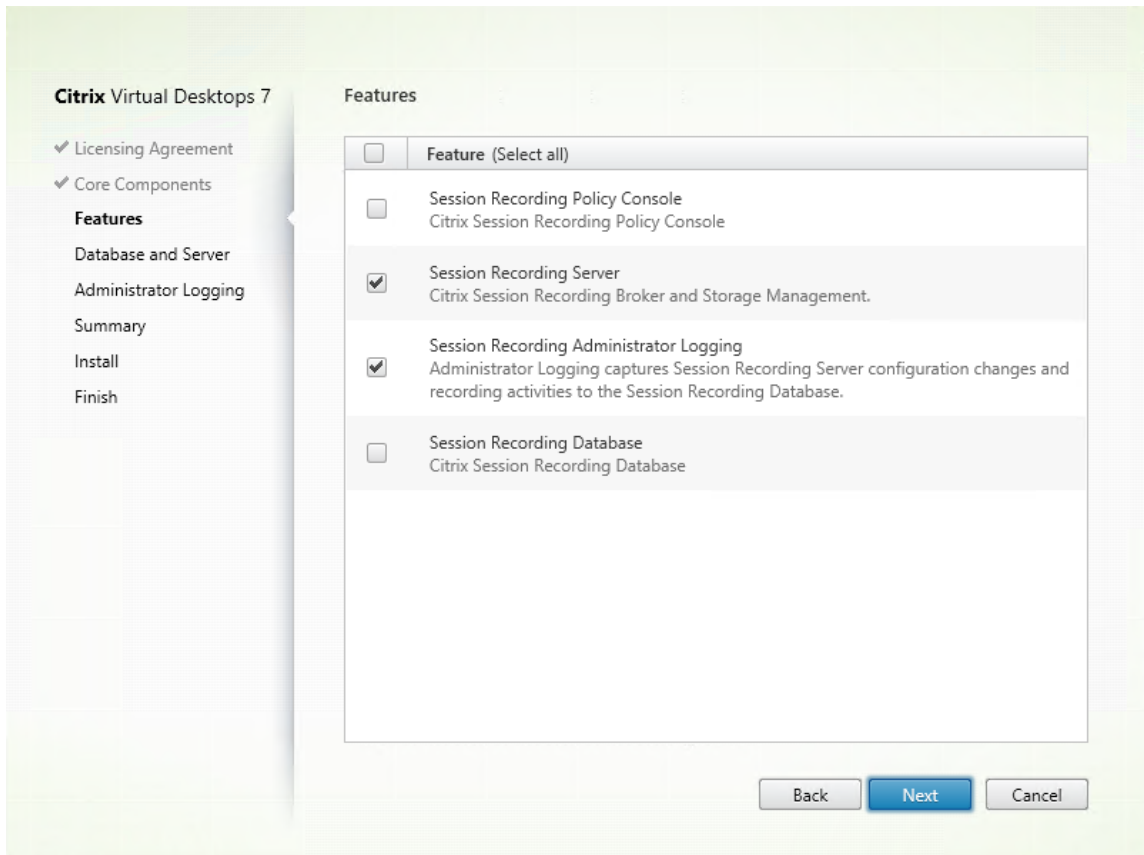 Citrix Virtual Desktops 7
Licensing Agreement
Core Components
Features
Database and Server
Administrator Logging
Summary
Install
Finish
Features
Feature (Select all)
Session Recording Policy Console
Citrix Session Recording Policy Console
Session Recording Server
Citrix Session Recording Broker and Storage Management.
Session Recording Administrator Logging
Administrator Logging captures Session Recording Server configuration changes and
recording activities to the Session Recording Database.
Session Recording Database
Citrix Session Recording Database
Back
Next
Cancel